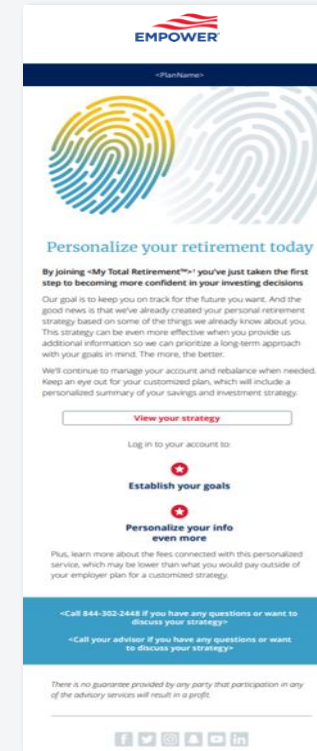 EMPOWER
<PlanName>
Personalize your retirement today
By joining <My Total Retirement™>¹ you've just taken the first
step to becoming more confident in your investing decisions
Our goal is to keep you on track for the future you want. And the
good news is that we've already created your personal retirement
strategy based on some of the things we already know about you.
This strategy can be even more effective when you provide us
additional information so we can prioritize a long-term approach
with your goals in mind. The more, the better.
We'll continue to manage your account and rebalance when needed.
Keep an eye out for your customized plan, which will include a
personalized summary of your savings and investment strategy.
View your strategy
Log in to your account to:
Establish your goals
Personalize your info
even more
Plus, learn more about the fees connected with this personalized
service, which may be lower than what you would pay outside of
your employer plan for a customized strategy.
<Call 844-302-2448 if you have any questions or want to
discuss your strategy>
<Call your advisor if you have any questions or want
to discuss your strategy>
There is no guarantee provided by any party that participation in any
of the advisory services will result in a profit.